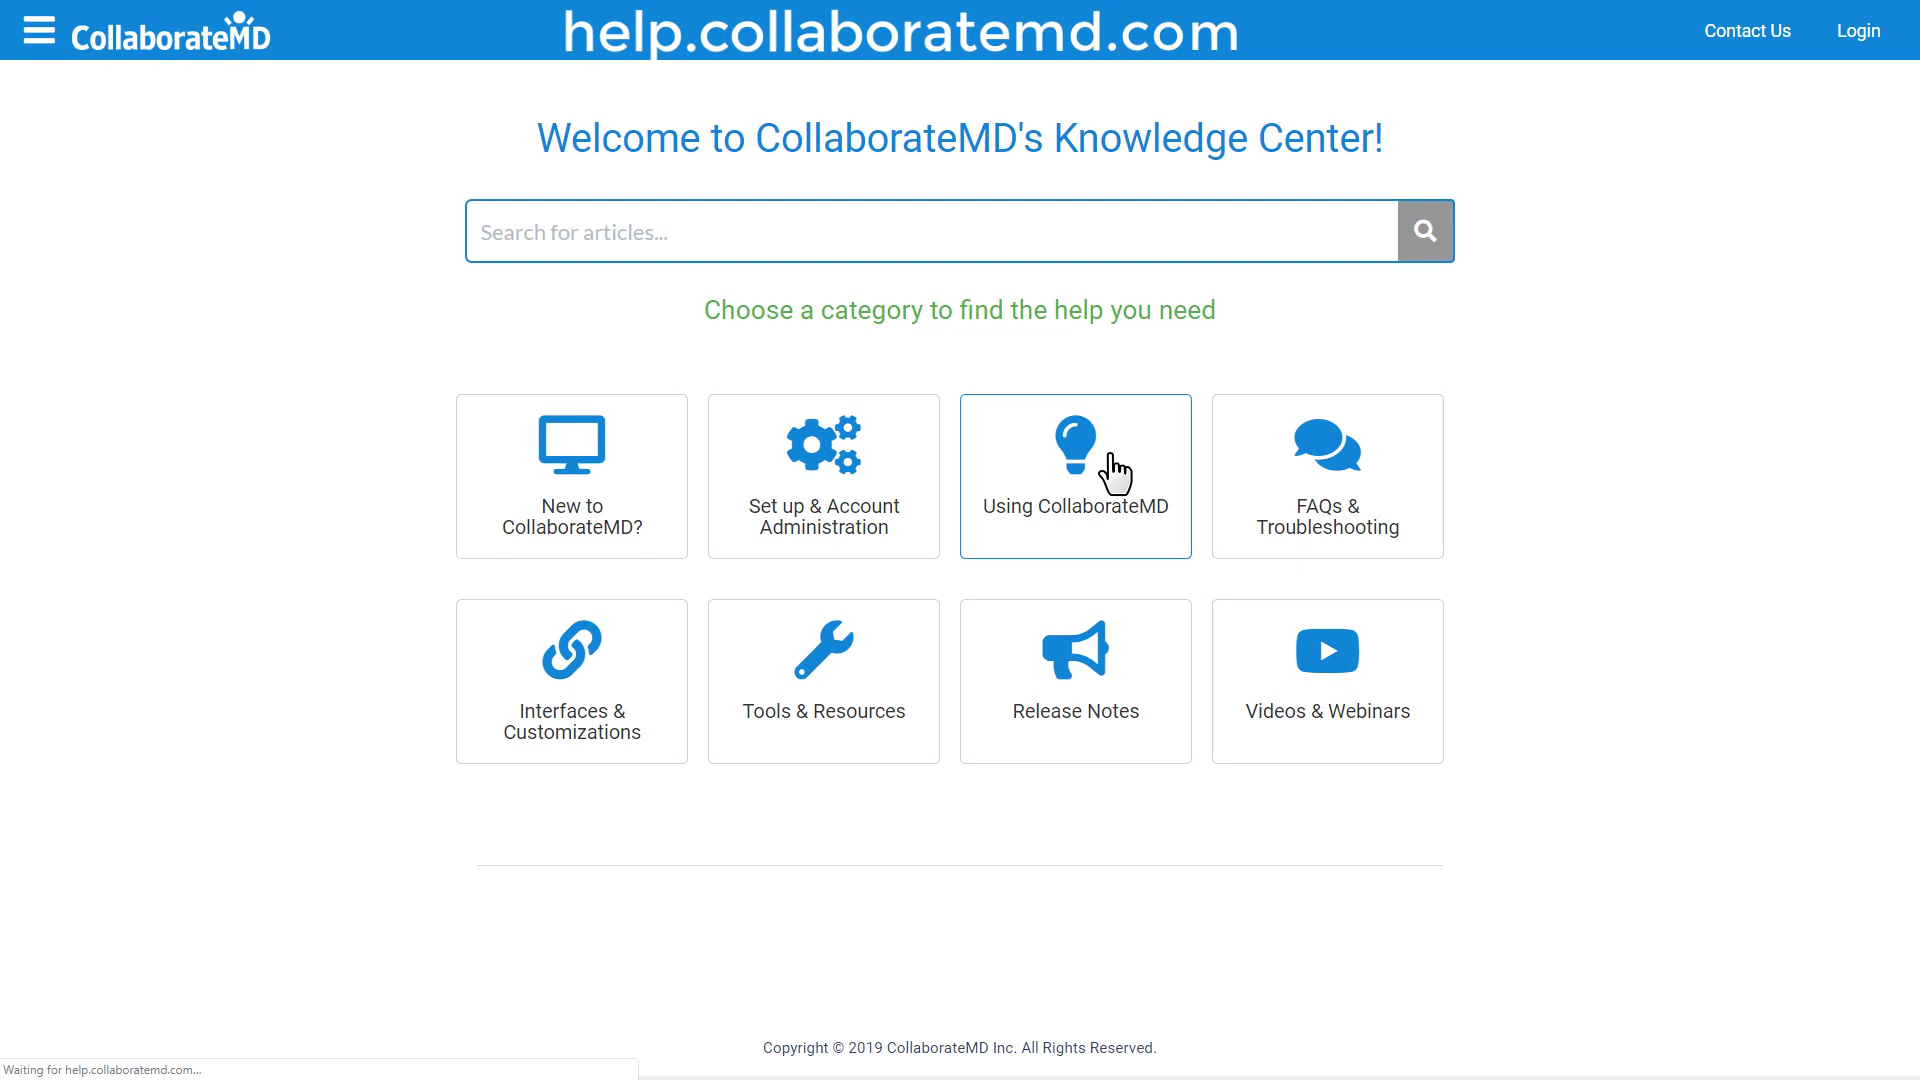 CollaborateMD
help.collaboratemd.com
Contact Us
Login
Welcome to CollaborateMD's Knowledge Center!
Search for articles...
Choose a category to find the help you need
New to
CollaborateMD?
Set up & Account
Administration
Using CollaborateMD
FAQs &
Troubleshooting
Interfaces &
Customizations
Tools & Resources
Release Notes
Videos & Webinars
Copyright © 2019 CollaborateMD Inc. All Rights Reserved.
Waiting for help.collaboratemd.com...